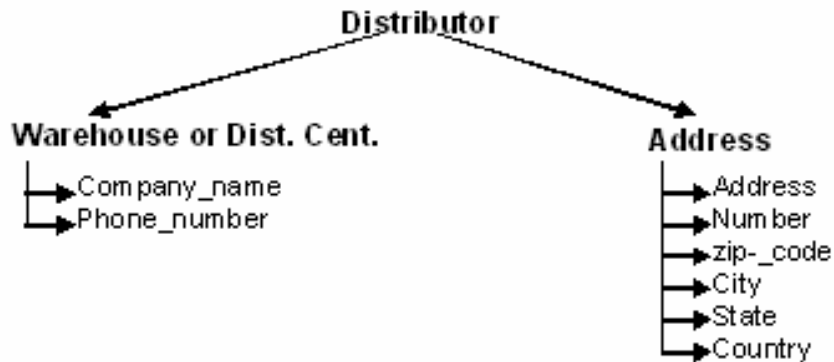 Distributor
Warehouse or Dist. Cent.
Company_name
Phone_number
Address
Address
Number
zip-_code
City
State
Country